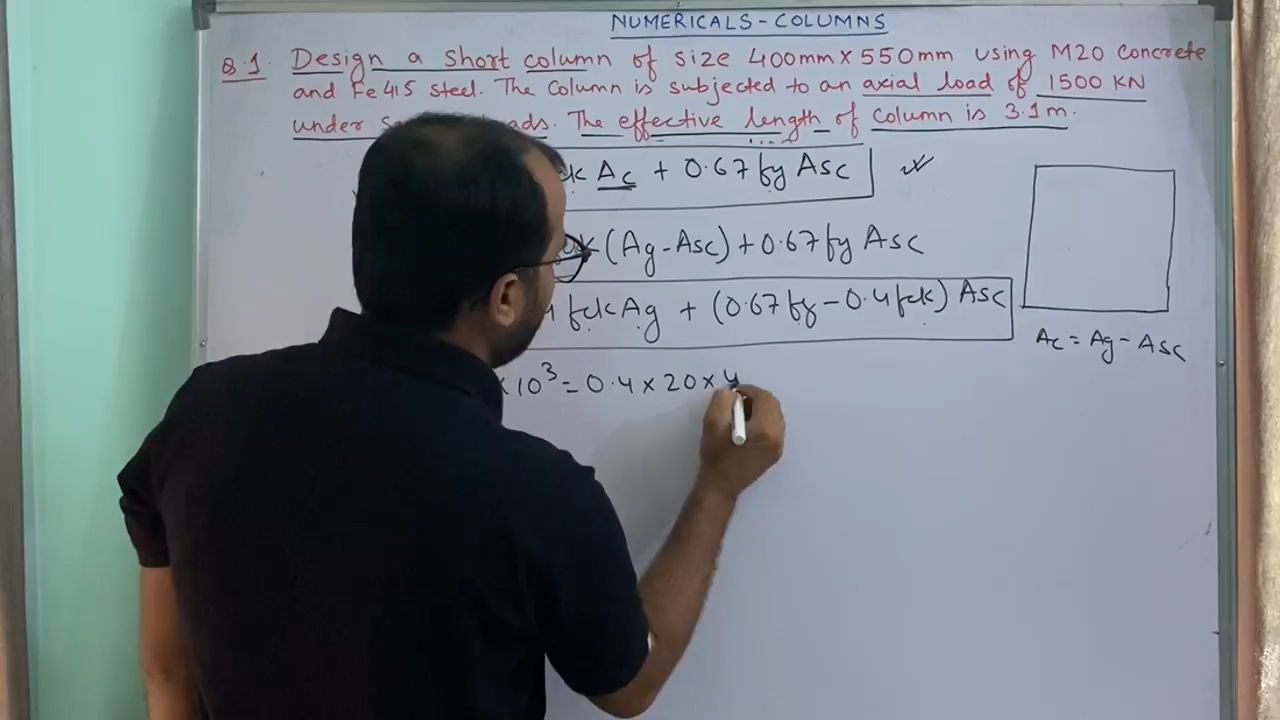 NUMERICALS - COLUMNS
Q.1. Design a short column of size 400mm x 550mm using M20 Concrete
and Fe415 steel. The Column is subjected to an axial load of 1500 KN
under loads. The effective length of column is 3.1m.
Ac + 0.67 fy Asc
(Ag - Asc) + 0.67 fy Asc
fck Ag + (0.67 fy - 0.4 fck) Asc
Ac = Ag - Asc
x 10³ = 0.4 x 20 x 4